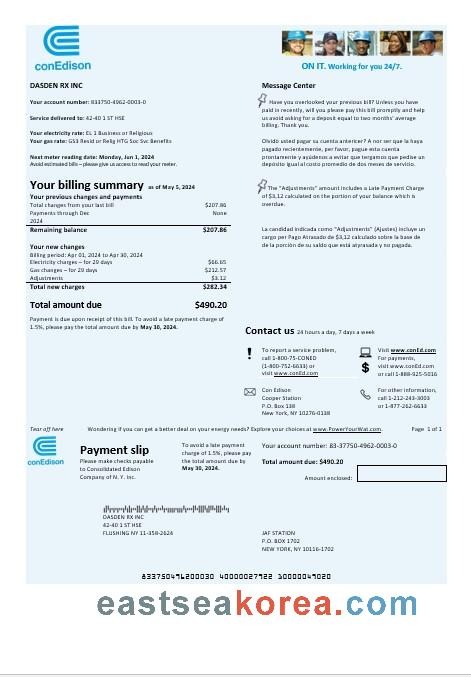 conEdison
ON IT. Working for you 24/7.
DASDEN RX INC
Your account number: 833750-4962-0003-0
Service delivered to: 42-40 1 ST HSE
Your electricity rate: EL 1 Business or Religious
Your gas rate: GS3 Resid or Relig HTG Soc Svc Benefits
Next meter reading date: Monday, Jun 1, 2024
Avoid estimated bills – please give us access to read your meter.
Your billing summary as of May 5, 2024
Your previous charges and payments
Total charges from your last bill $207.86
Payments through Dec None
2024
Remaining balance $207.86
Your new charges
Billing period: Apr 01, 2024 to Apr 30, 2024
Electricity charges – for 29 days $66.65
Gas charges – for 29 days $212.57
Adjustments $3.12
Total new charges $282.34
Total amount due $490.20
Payment is due upon receipt of this bill. To avoid a late payment charge of
1.5%, please pay the total amount due by May 30, 2024.
Message Center
Have you overlooked your previous bill? Unless you have
paid in recently, will you please pay this bill promptly and help
us avoid asking for a deposit equal to two months' average
billing. Thank you.
Olvido usted pagar su cuenta anterior? A nor ser que la haya
pagado recientemente, per favor, pague esta cuenta
prontamente y ayúdenos a evitar que tengamos que pedise un
depósito igual al costo promedio de dos meses de servicio.
The "Adjustments" amount includes a Late Payment Charge
of $3,12 calculated on the portion of your balance which is
overdue.
La candidad indicada como "Adjustments" (Ajustes) incluye un
cargo per Pago Atrasado de $3,12 calculado sobre la base de
de la porción de su saldo que está atyrasada y no pagada.
Contact us 24 hours a day, 7 days a week
To report a service problem,
call 1-800-75-CONED
(1-800-752-6633) or
visit www.conEd.com
Visit www.conEd.com
For payments,
visit www.conEd.com
or call 1-888-925-5016
Con Edison
Cooper Station
P.O. Box 138
New York, NY 10276-0138
For other information,
call 1-212-243-3003
or 1-877-262-6633
Tear off here Wondering if you can get a better deal on your energy needs? Explore your choices at www.PowerYourWat.com. Page 1 of 1
conEdison
Payment slip
Please make checks payable
to Consolidated Edison
Company of N. Y. Inc.
To avoid a late payment
charge of 1.5%, please pay
the total amount due by
May 30, 2024.
Your account number: 83-37750-4962-0003-0
Total amount due: $490.20
Amount enclosed:
DASDEN RX INC
42-40 1 ST HSE
FLUSHING NY 11-358-2624
JAF STATION
P.O. BOX 1702
NEW YORK, NY 10116-1702
833750496200030 40000027922 10000049020
eastseakorea.com